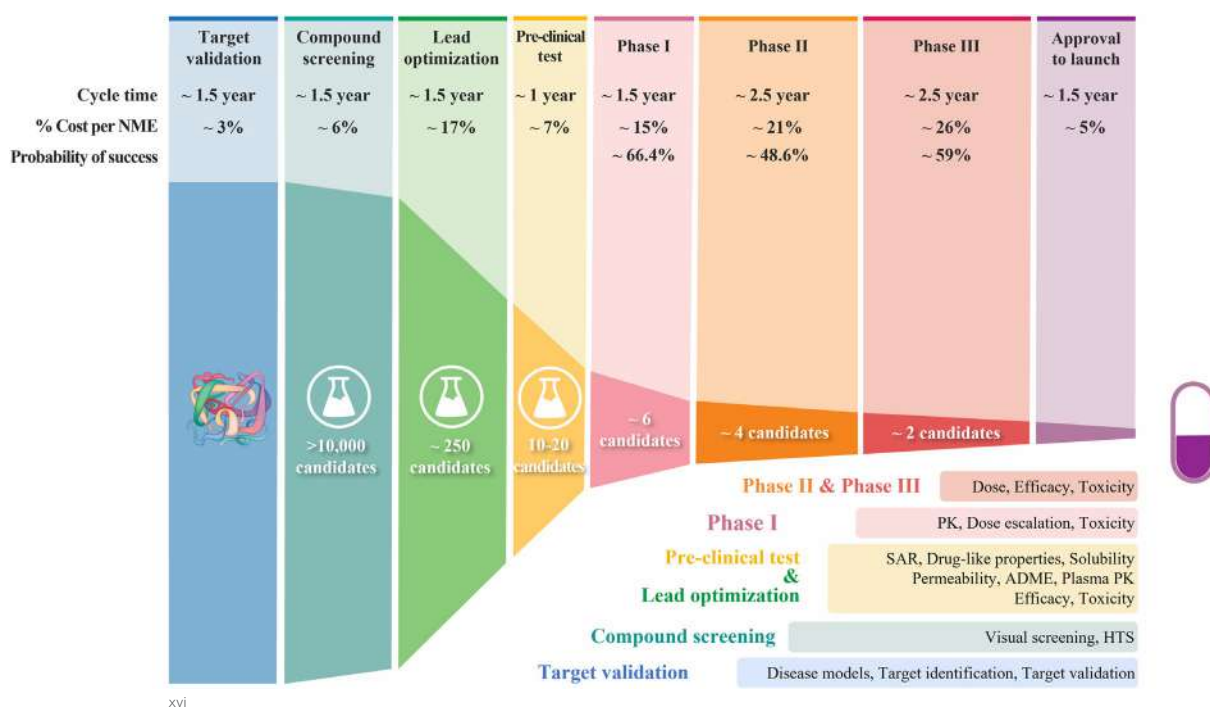 Target validation
Compound screening
Lead optimization
Pre-clinical test
Phase I
Phase II
Phase III
Approval to launch
Cycle time ~ 1.5 year ~ 1.5 year ~ 1.5 year ~ 1 year ~ 1.5 year ~ 2.5 year ~ 2.5 year ~ 1.5 year
% Cost per NME ~ 3% ~ 6% ~ 17% ~ 7% ~ 15% ~ 21% ~ 26% ~ 5%
Probability of success ~ 66.4% ~ 48.6% ~ 59%
>10,000
candidates
~ 250
candidates
10-20
candidates
~ 6
candidates
~ 4 candidates
~ 2 candidates
Phase II & Phase III Dose, Efficacy, Toxicity
Phase I PK, Dose escalation, Toxicity
Pre-clinical test
&
Lead optimization
SAR, Drug-like properties, Solubility
Permeability, ADME, Plasma PK
Efficacy, Toxicity
Compound screening Visual screening, HTS
Target validation Disease models, Target identification, Target validation
xvi